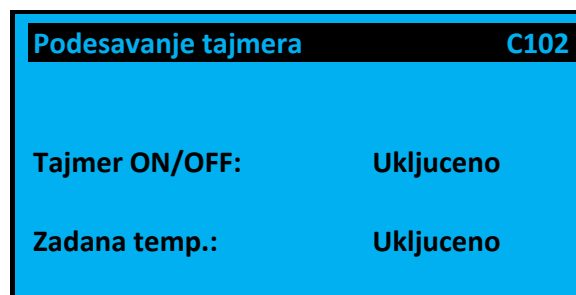 Podesavanje tajmera C102
Tajmer ON/OFF: Ukljuceno
Zadana temp.: Ukljuceno